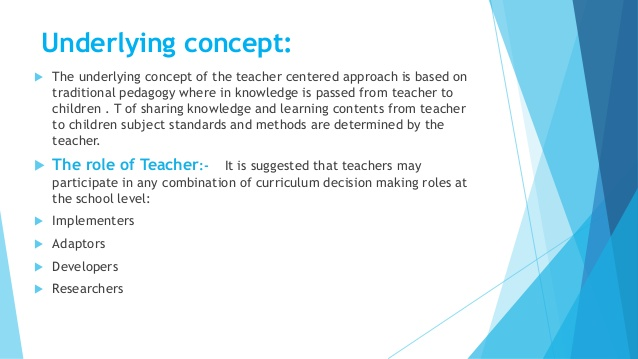 Underlying concept:
The underlying concept of the teacher centered approach is based on
traditional pedagogy where in knowledge is passed from teacher to
children . T of sharing knowledge and learning contents from teacher
to children subject standards and methods are determined by the
teacher.
The role of Teacher:- It is suggested that teachers may
participate in any combination of curriculum decision making roles at
the school level:
Implementers
Adaptors
Developers
Researchers